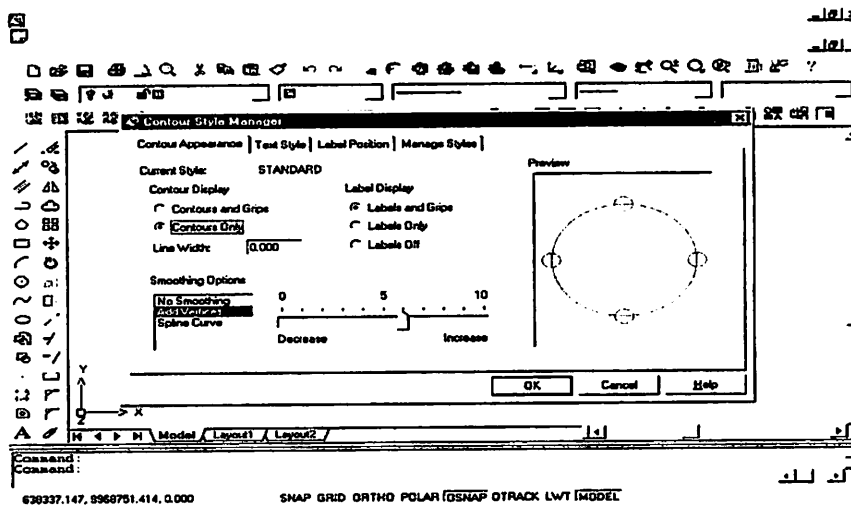 Contour Style Manager
Contour Appearance Text Style Label Position Manage Styles
Current Style: STANDARD
Preview
Contour Display Label Display
Contours and Grips Labels and Grips
Contours Only Labels Only
Line Width: 0.000 Labels Off
Smoothing Options
No Smoothing
Add Vertices
Spline Curve
0 5 10
Decrease Increase
OK Cancel Help
Y
X
Z
Model Layout1 Layout2
Command:
Command:
638337.147, 9968751.414, 0.000 SNAP GRID ORTHO POLAR OSNAP OTRACK LWT MODEL